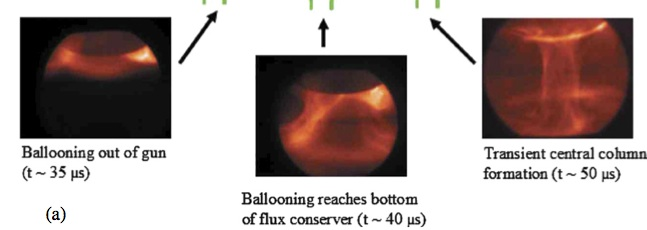 Ballooning out of gun
(t ~ 35 µs)
Ballooning reaches bottom
of flux conserver (t ~ 40 µs)
Transient central column
formation (t ~ 50 µs)
(a)